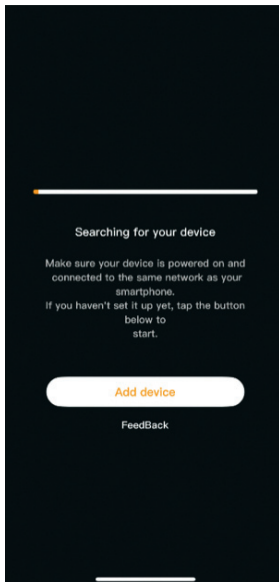 Searching for your device
Make sure your device is powered on and
connected to the same network as your
smartphone.
If you haven't set it up yet, tap the button
below to
start.
Add device
FeedBack